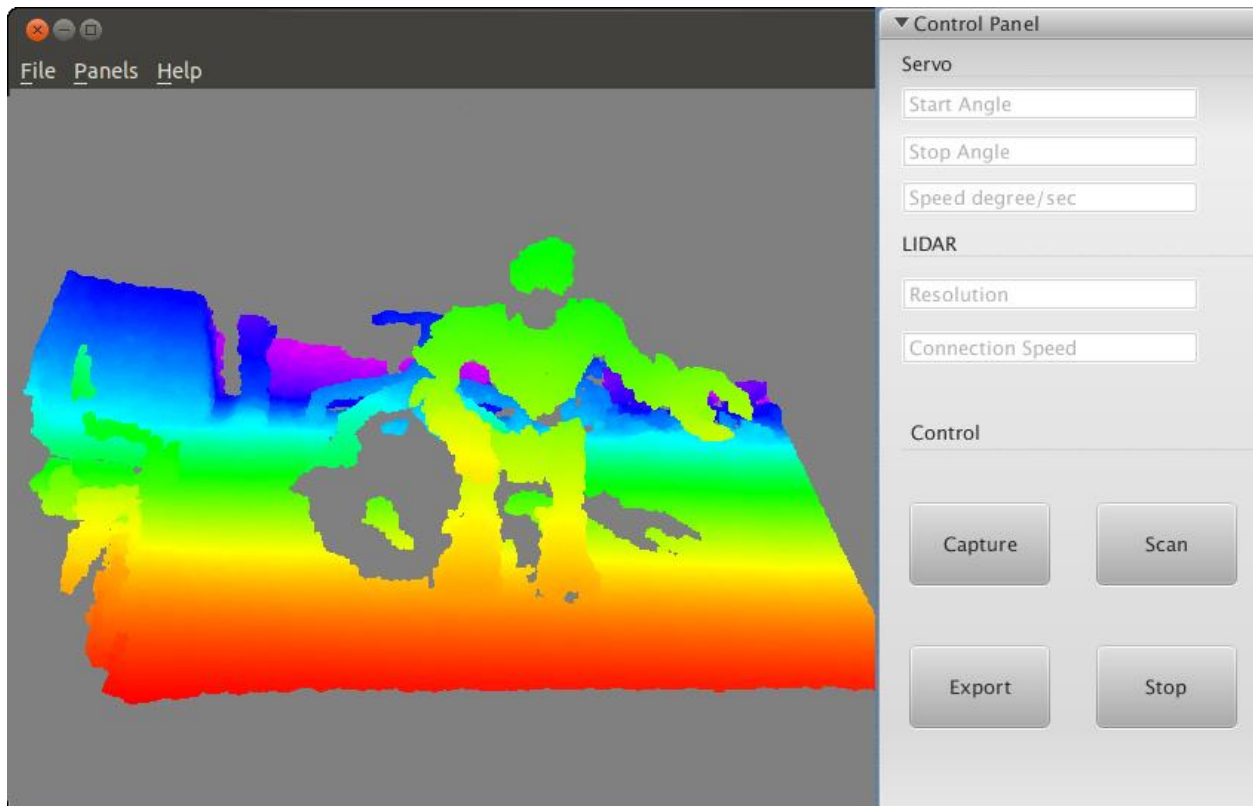 File Panels Help
Control Panel
Servo
Start Angle
Stop Angle
Speed degree/sec
LIDAR
Resolution
Connection Speed
Control
Capture Scan
Export Stop